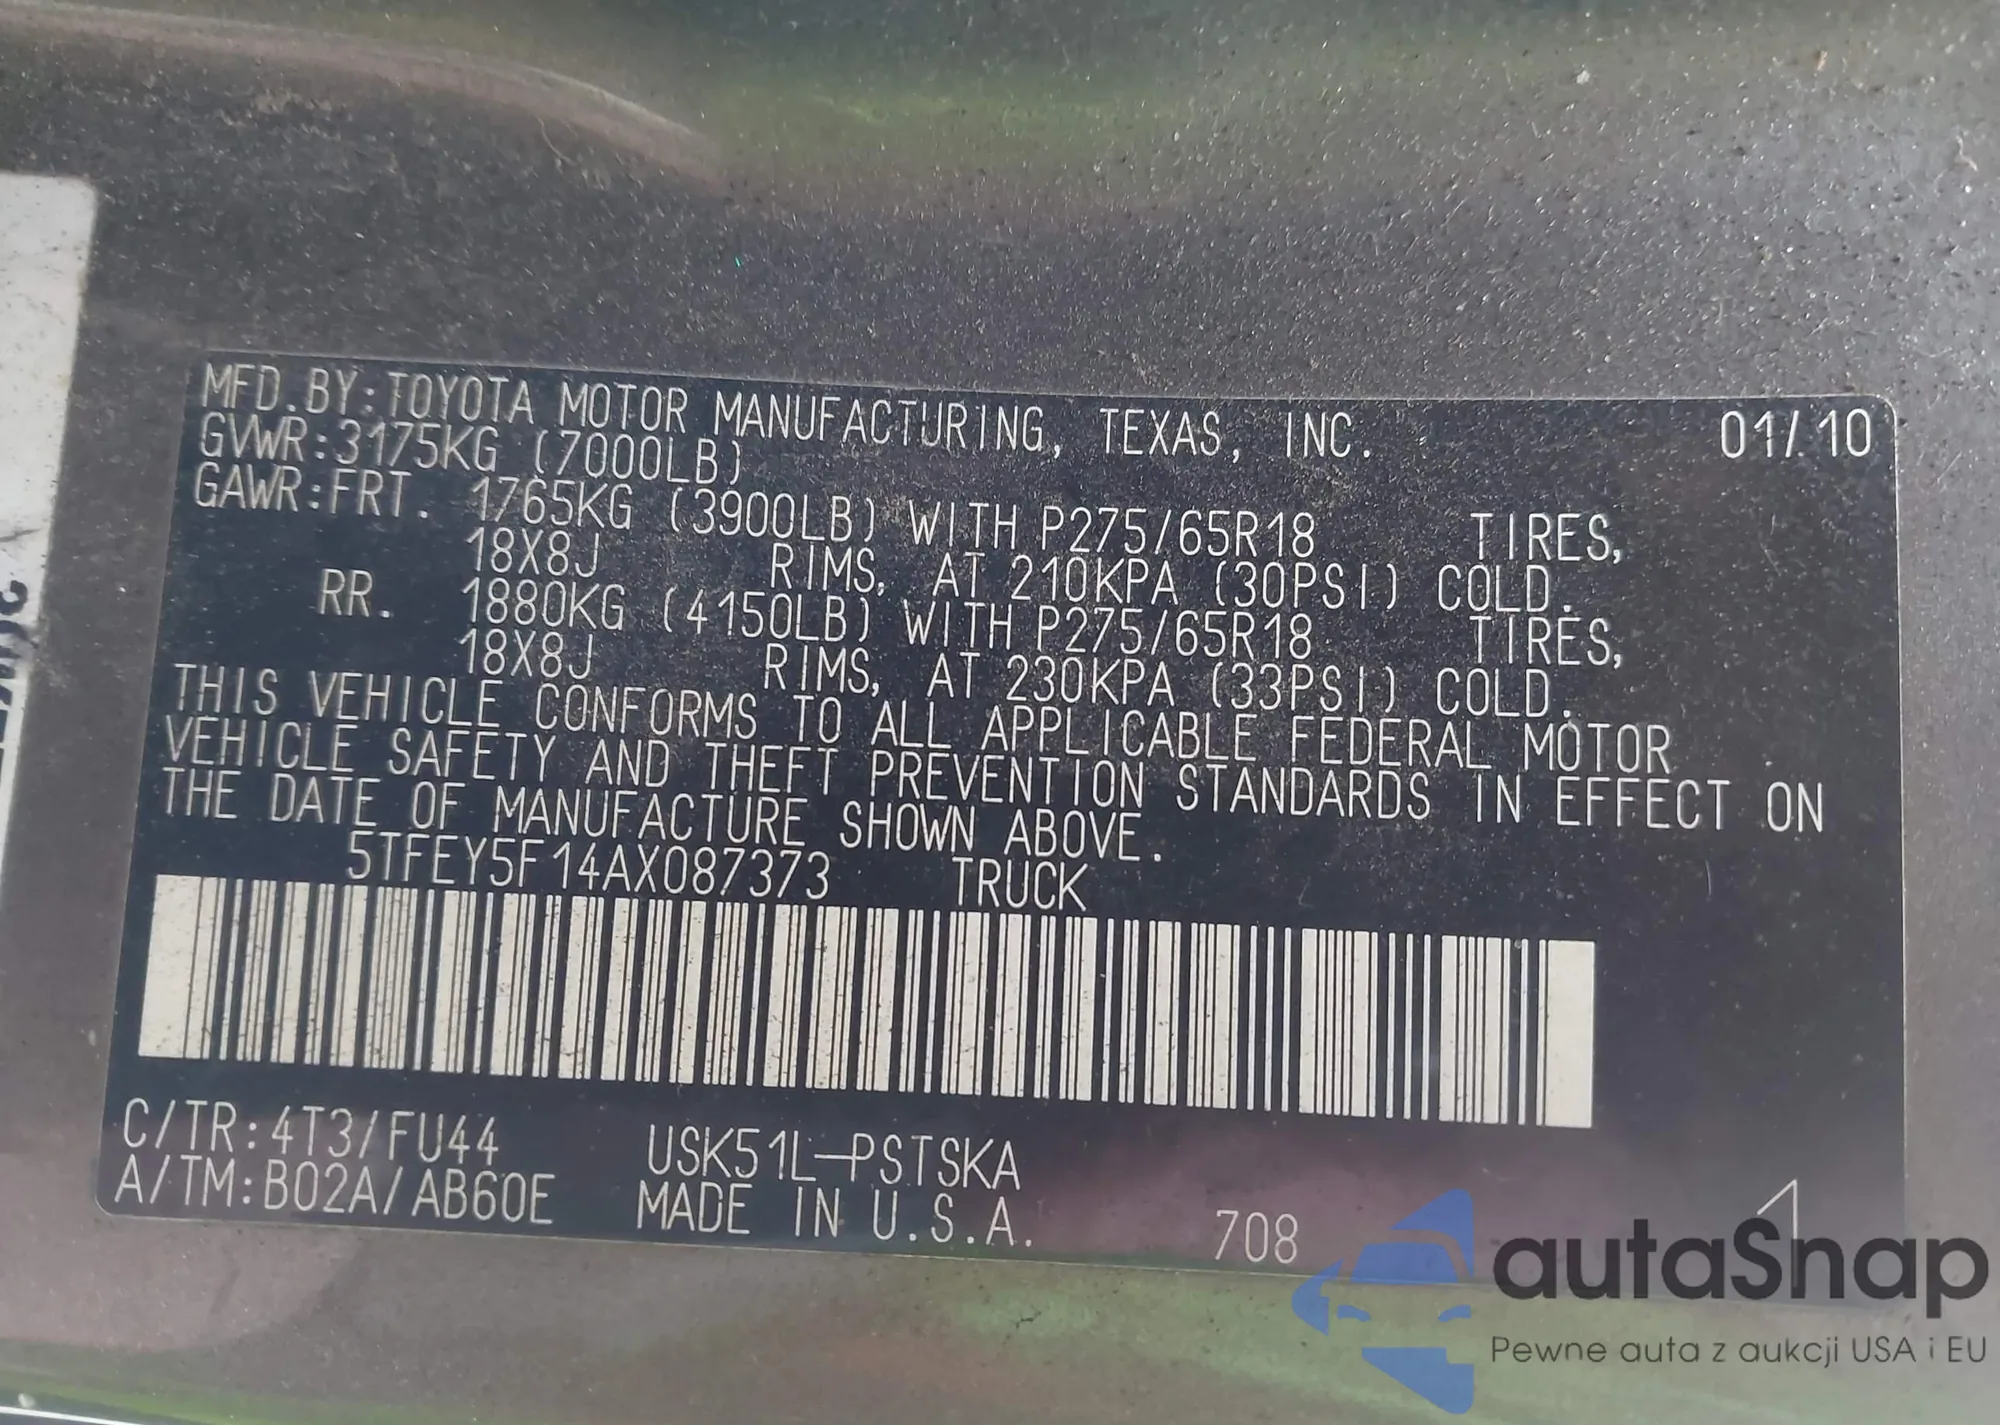 MFD. BY: TOYOTA MOTOR MANUFACTURING, TEXAS, INC. 01/10
GVWR: 3175KG (7000LB)
GAWR: FRT. 1765KG (3900LB) WITH P275/65R18 TIRES,
18X8J RIMS, AT 210KPA (30PSI) COLD.
RR. 1880KG (4150LB) WITH P275/65R18 TIRES,
18X8J RIMS, AT 230KPA (33PSI) COLD.
THIS VEHICLE CONFORMS TO ALL APPLICABLE FEDERAL MOTOR
VEHICLE SAFETY AND THEFT PREVENTION STANDARDS IN EFFECT ON
THE DATE OF MANUFACTURE SHOWN ABOVE.
5TFEY5F14AX087373 TRUCK
C/TR: 4T3/FU44 USK51L-PSTSKA
A/TM: B02A/AB60E MADE IN U.S.A. 708 1
autaSnap
Pewne auta z aukcji USA i EU